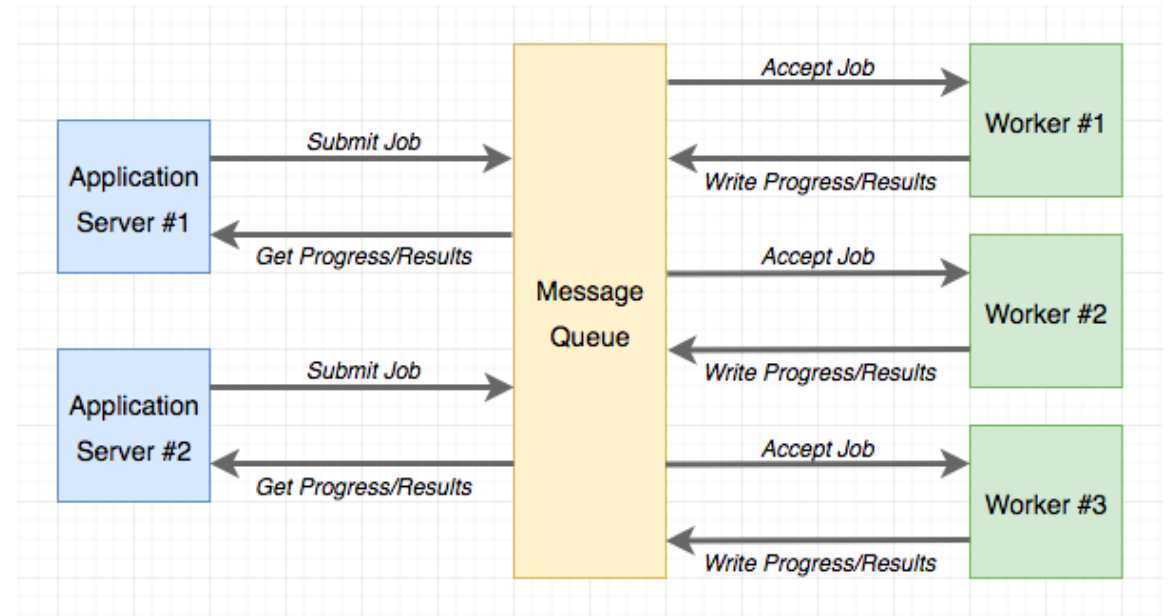 Application
Server #1
Submit Job
Get Progress/Results
Application
Server #2
Submit Job
Get Progress/Results
Message
Queue
Accept Job
Write Progress/Results
Worker #1
Accept Job
Write Progress/Results
Worker #2
Accept Job
Write Progress/Results
Worker #3